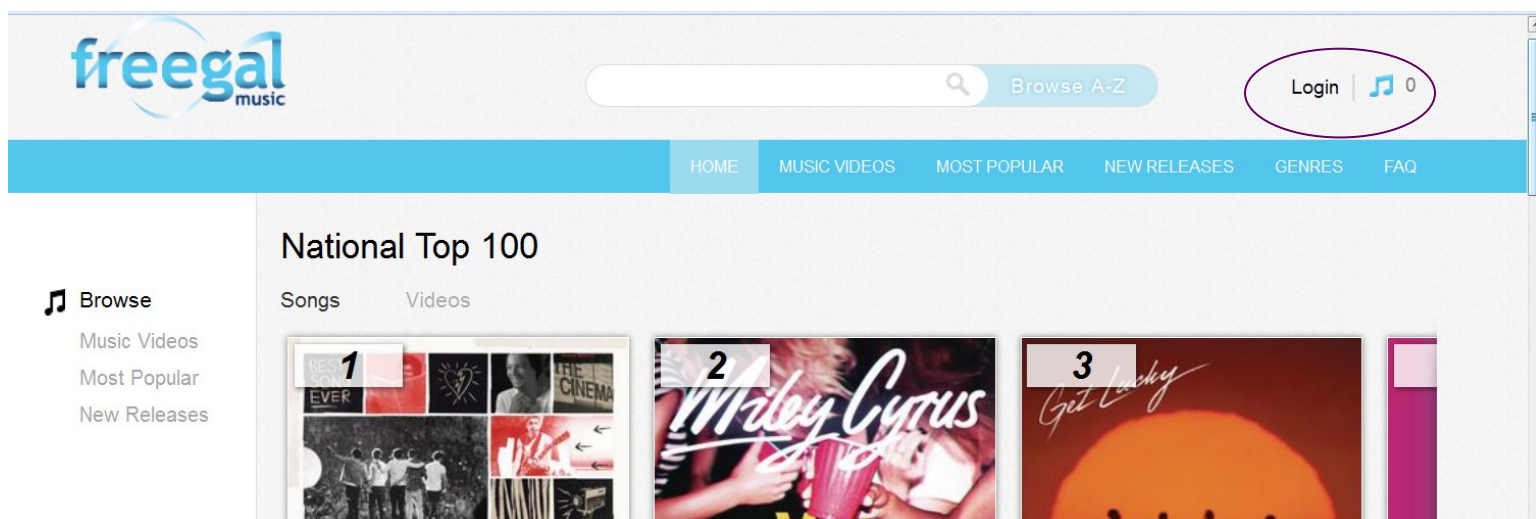 freegal
music
Browse A-Z
Login
0
HOME MUSIC VIDEOS MOST POPULAR NEW RELEASES GENRES FAQ
National Top 100
Browse
Music Videos
Most Popular
New Releases
Songs Videos
1
BEST
SONG
EVER
THE
CINEMA
2
Miley Cyrus
3
Get Lucky